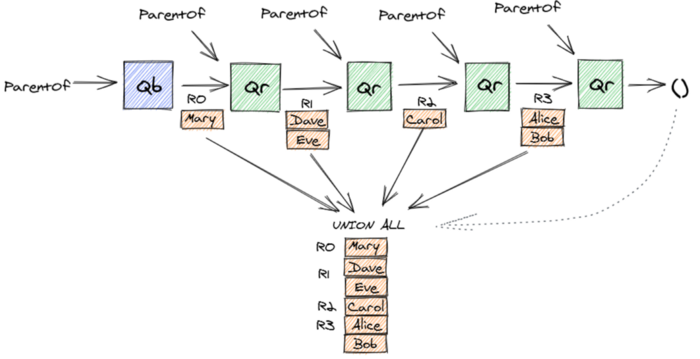 ParentOf
ParentOf
ParentOf
ParentOf
ParentOf
Qb
Qr
Qr
Qr
Qr
()
R0
R1
R2
R3
Mary
Dave
Carol
Alice
Eve
Bob
UNION ALL
R0 Mary
R1 Dave
Eve
R2 Carol
R3 Alice
Bob